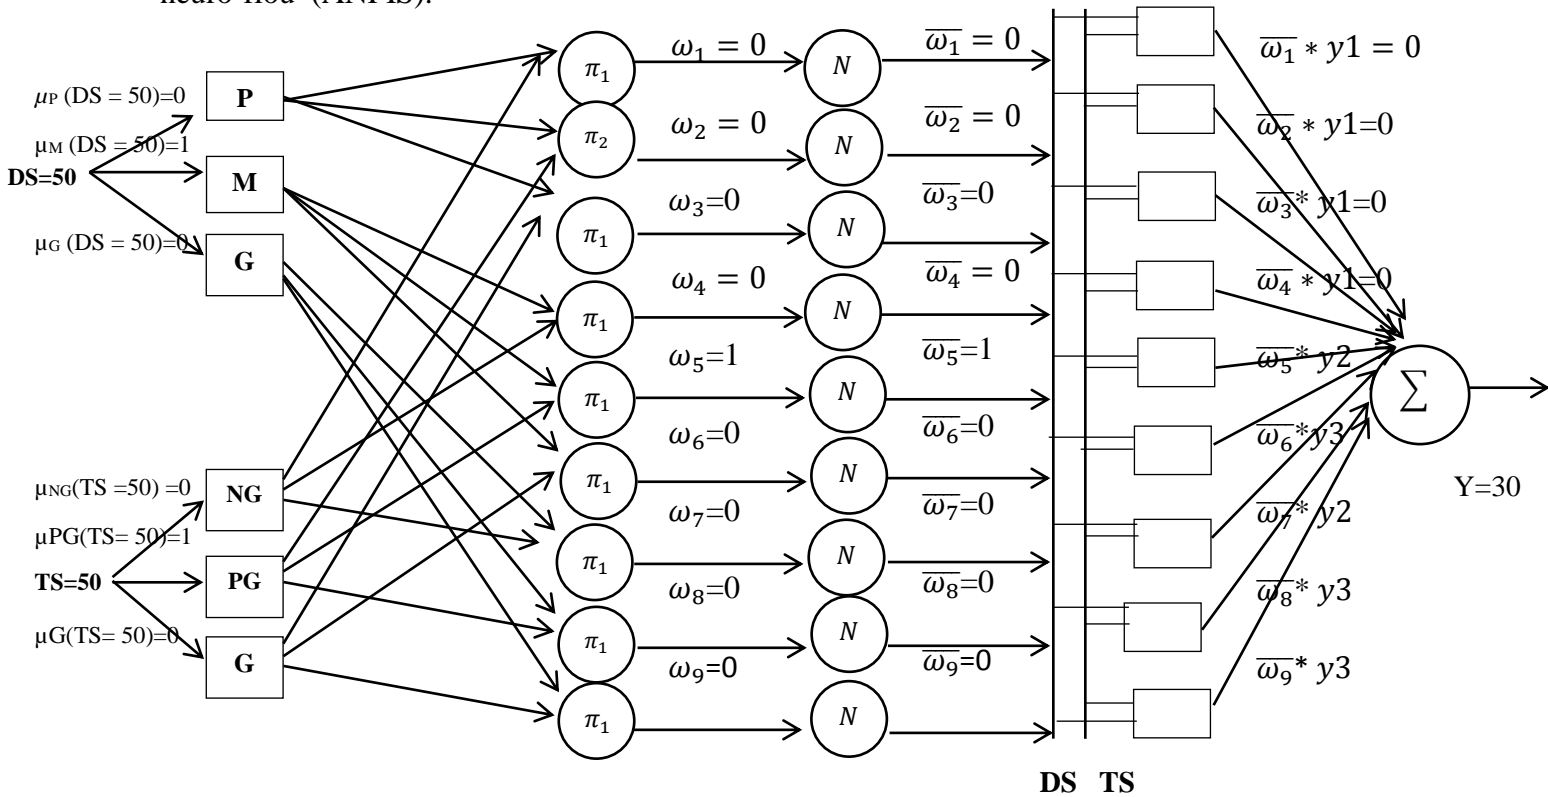 neuro-flou (ANFIS).
μP (DS = 50)=0
μM (DS = 50)=1
DS=50
μG (DS = 50)=0
P
M
G
μNG(TS =50) =0
μPG(TS= 50)=1
TS=50
μG(TS= 50)=0
NG
PG
G
π1
π2
π1
π1
π1
π1
π1
π1
π1
ω1 = 0
ω2 = 0
ω3=0
ω4 = 0
ω5=1
ω6=0
ω7=0
ω8=0
ω9=0
N
N
N
N
N
N
N
N
N
ω̅1 = 0
ω̅2 = 0
ω̅3=0
ω̅4 = 0
ω̅5=1
ω̅6=0
ω̅7=0
ω̅8=0
ω̅9=0
DS TS
ω̅1 * y1 = 0
ω̅2 * y1=0
ω̅3* y1=0
ω̅4 * y1=0
ω̅5* y2
ω̅6*y3
ω̅7* y2
ω̅8* y3
ω̅9* y3
∑
Y=30